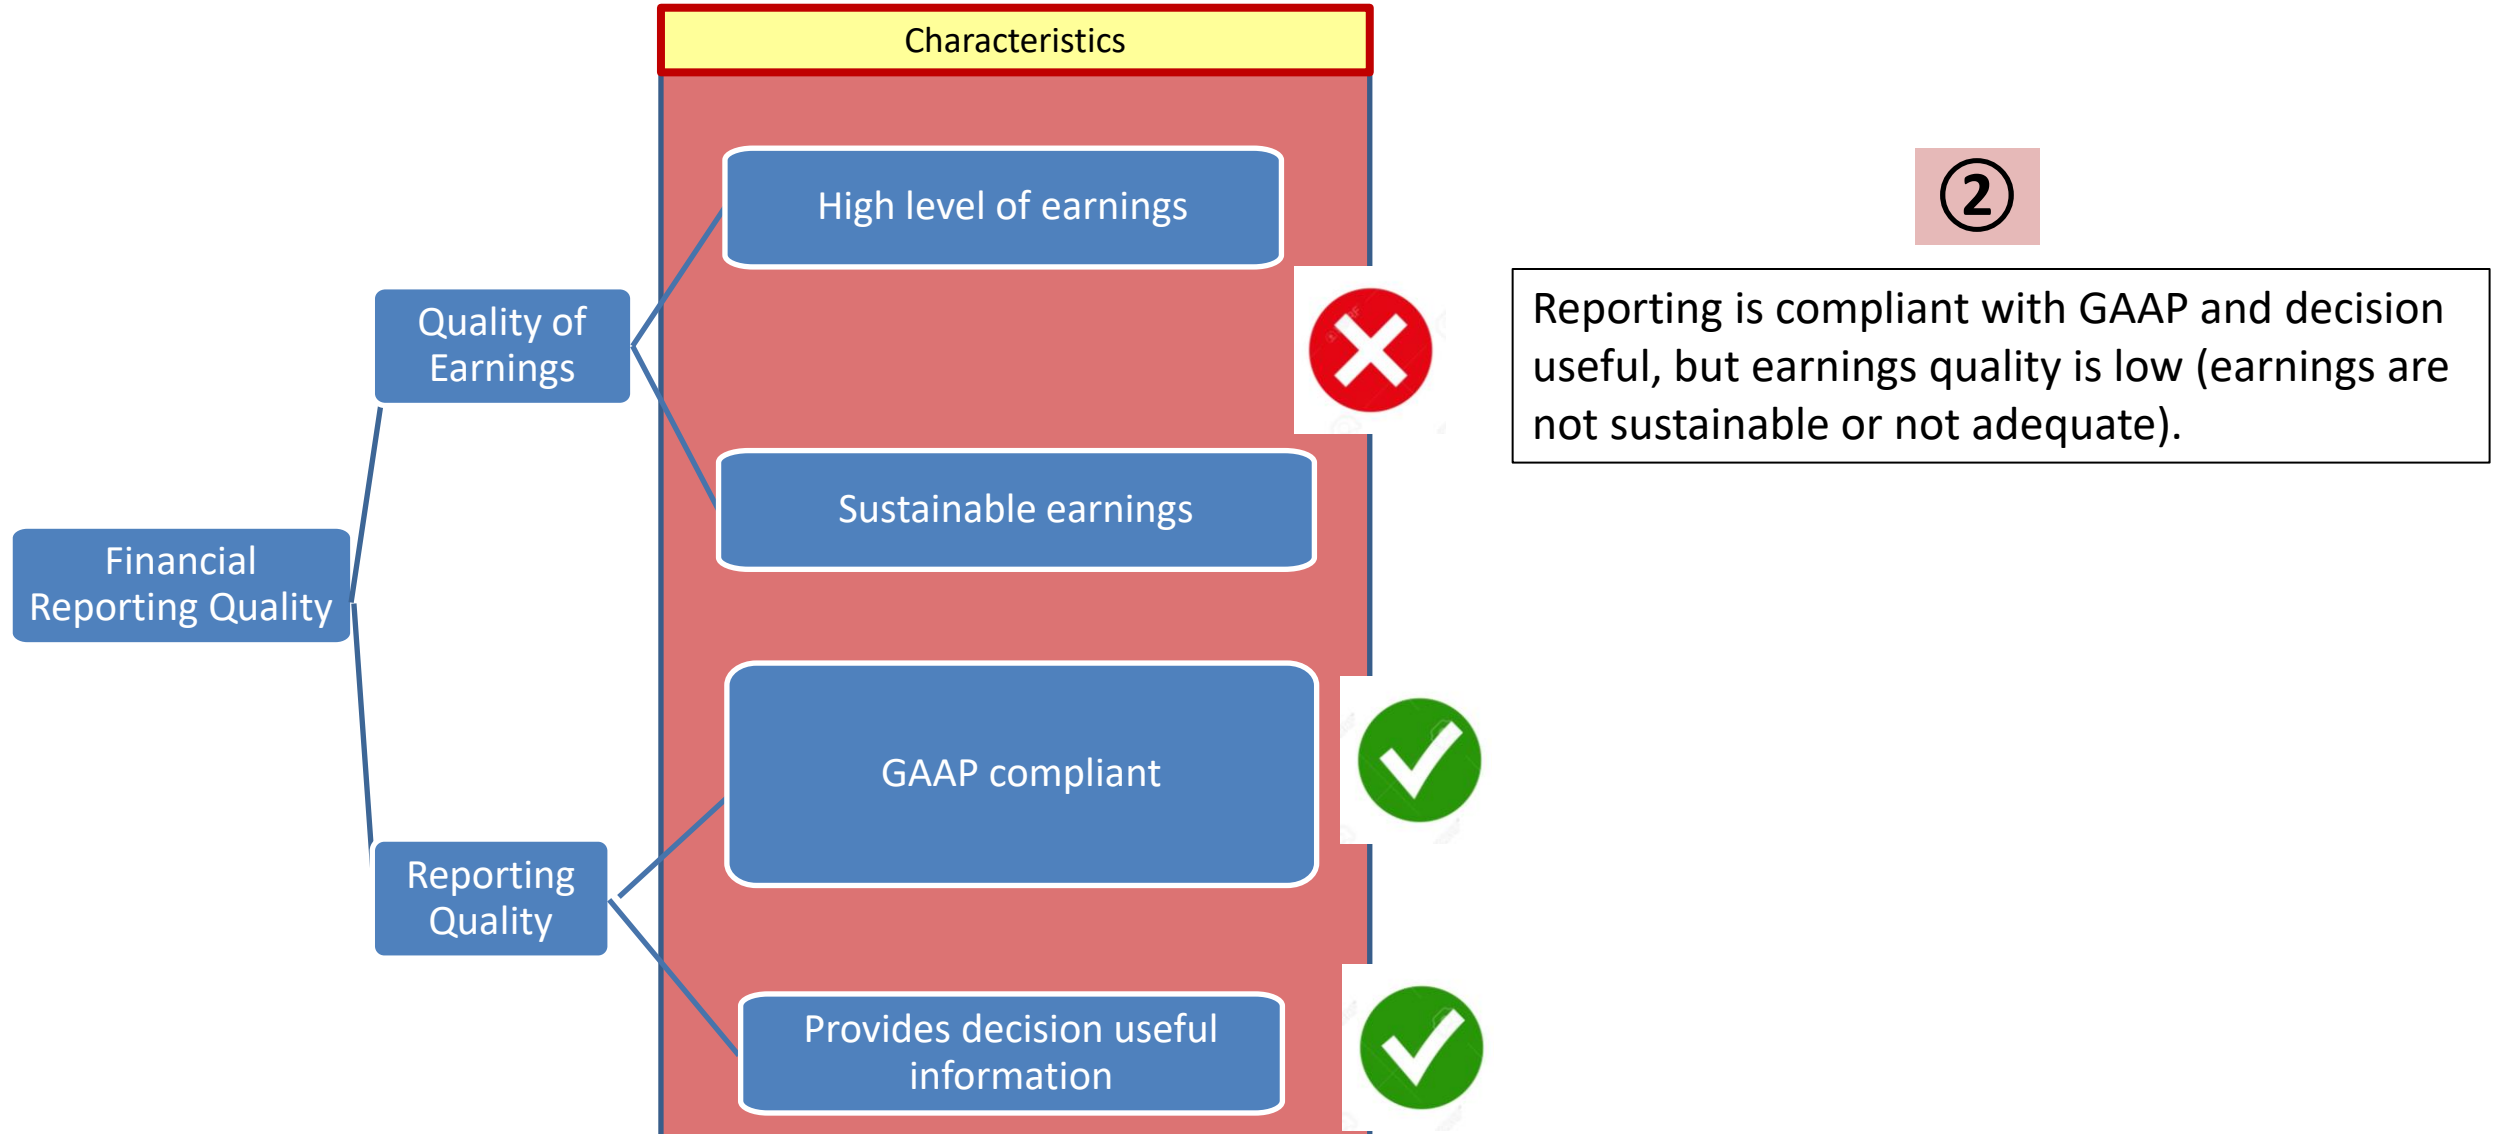 Characteristics
High level of earnings
②
Quality of
Earnings
Reporting is compliant with GAAP and decision
useful, but earnings quality is low (earnings are
not sustainable or not adequate).
Sustainable earnings
Financial
Reporting Quality
GAAP compliant
Reporting
Quality
Provides decision useful
information